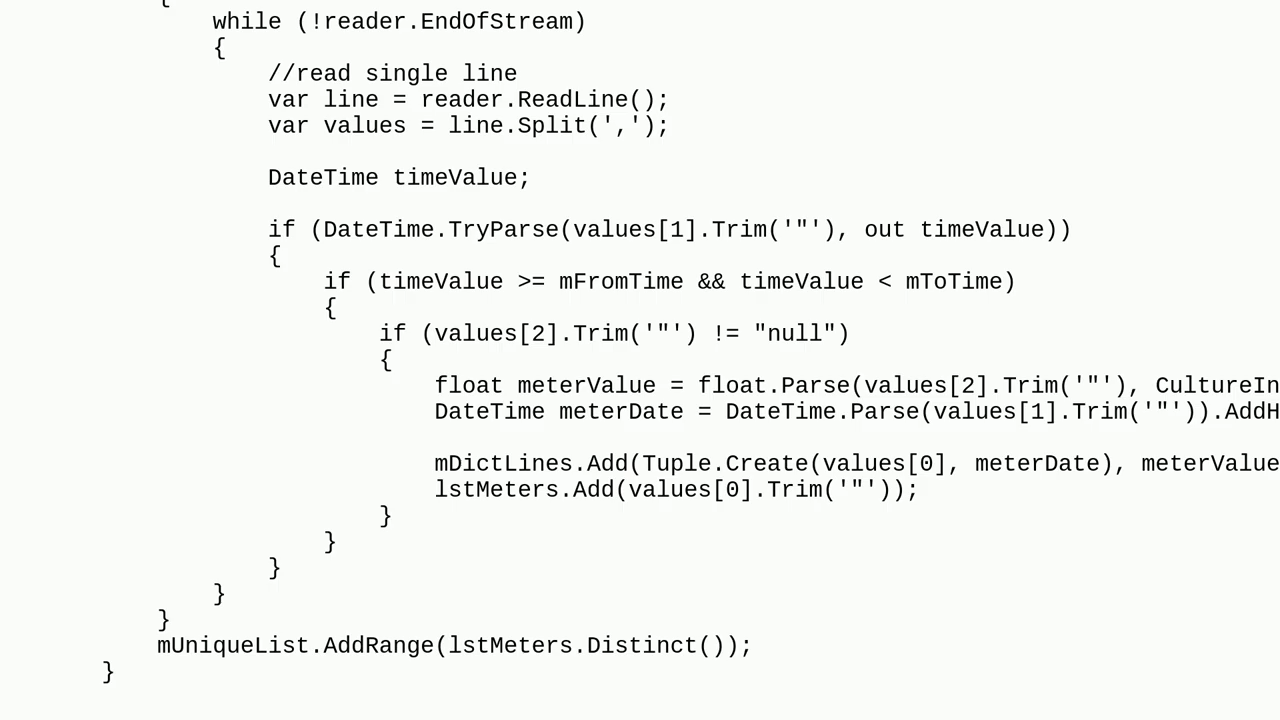 {
while (!reader.EndOfStream)
{
//read single line
var line = reader.ReadLine();
var values = line.Split(',');
DateTime timeValue;
if (DateTime.TryParse(values[1].Trim('"'), out timeValue))
{
if (timeValue >= mFromTime && timeValue < mToTime)
{
if (values[2].Trim('"') != "null")
{
float meterValue = float.Parse(values[2].Trim('"'), CultureIn
DateTime meterDate = DateTime.Parse(values[1].Trim('"')).AddH
mDictLines.Add(Tuple.Create(values[0], meterDate), meterValue
lstMeters.Add(values[0].Trim('"'));
}
}
}
}
}
mUniqueList.AddRange(lstMeters.Distinct());
}